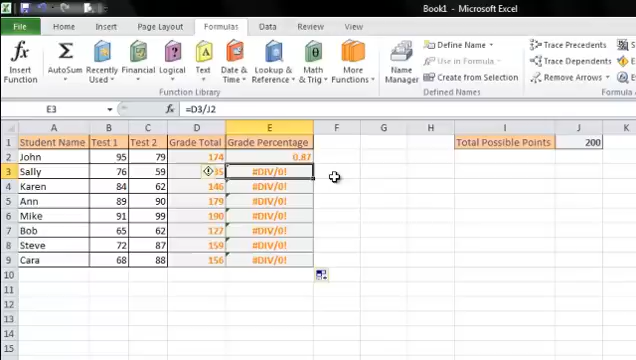 Book1 - Microsoft Excel
File Home Insert Page Layout Formulas Data Review View
Insert Function
AutoSum
Recently Used
Financial
Logical
Text
Date & Time
Lookup & Reference
Math & Trig
More Functions
Name Manager
Define Name
Create from Selection
Trace Precedents
Trace Dependents
Remove Arrows
Function Library
Defined Names
E3 fx =D3/J2
A B C D E F G H I J
1 Student Name Test 1 Test 2 Grade Total Grade Percentage Total Possible Points 200
2 John 95 79 174 0.87
3 Sally 76 59 #DIV/0!
4 Karen 84 62 146 #DIV/0!
5 Ann 89 90 179 #DIV/0!
6 Mike 91 99 190 #DIV/0!
7 Bob 65 62 127 #DIV/0!
8 Steve 72 87 159 #DIV/0!
9 Cara 68 88 156 #DIV/0!
10
11
12
13
14
15